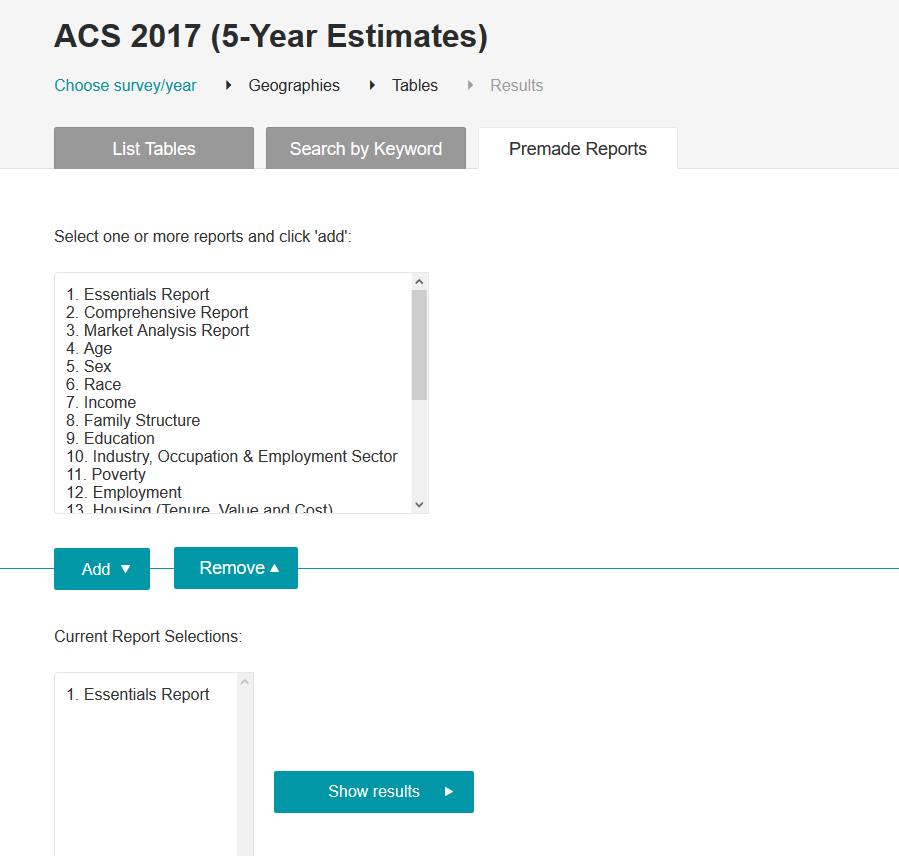 ACS 2017 (5-Year Estimates)
Choose survey/year Geographies Tables Results
List Tables Search by Keyword Premade Reports
Select one or more reports and click 'add':
1. Essentials Report
2. Comprehensive Report
3. Market Analysis Report
4. Age
5. Sex
6. Race
7. Income
8. Family Structure
9. Education
10. Industry, Occupation & Employment Sector
11. Poverty
12. Employment
13. Housing (Tenure, Value and Cost)
Add ▼ Remove ▲
Current Report Selections:
1. Essentials Report
Show results ►